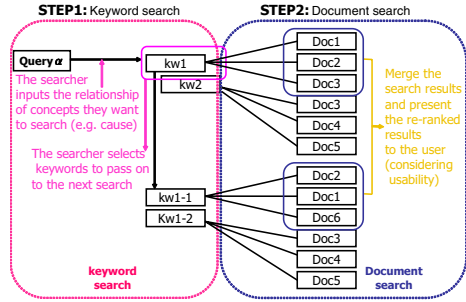 STEP1: Keyword search
STEP2: Document search
Query α
kw1
kw2
The searcher
inputs the relationship
of concepts they want
to search (e.g. cause)
The searcher selects
keywords to pass on
to the next search
kw1-1
Kw1-2
keyword
search
Doc1
Doc2
Doc3
Doc3
Doc4
Doc5
Doc2
Doc1
Doc6
Doc3
Doc4
Doc5
Document
search
Merge the
search results
and present
the re-ranked
results
to the user
(considering
usability)